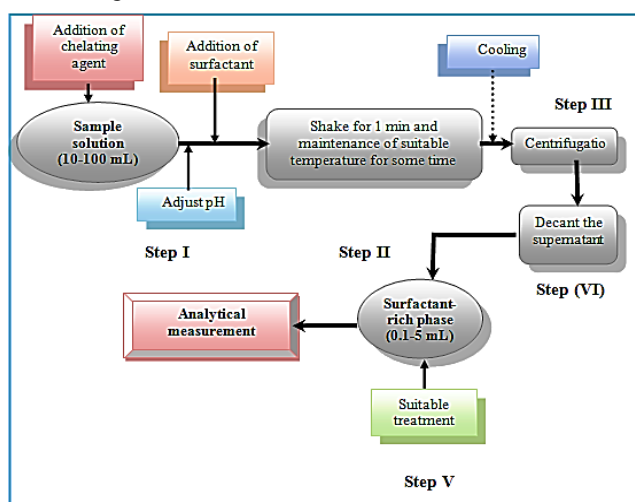 Addition of
chelating
agent
Addition of
surfactant
Cooling
Step III
Sample
solution
(10-100 mL)
Shake for 1 min and
maintenance of suitable
temperature for some time
Centrifugatio
Adjust pH
Decant the
supernatant
Step I
Step II
Step (VI)
Analytical
measurement
Surfactant-
rich phase
(0.1-5 mL)
Suitable
treatment
Step V